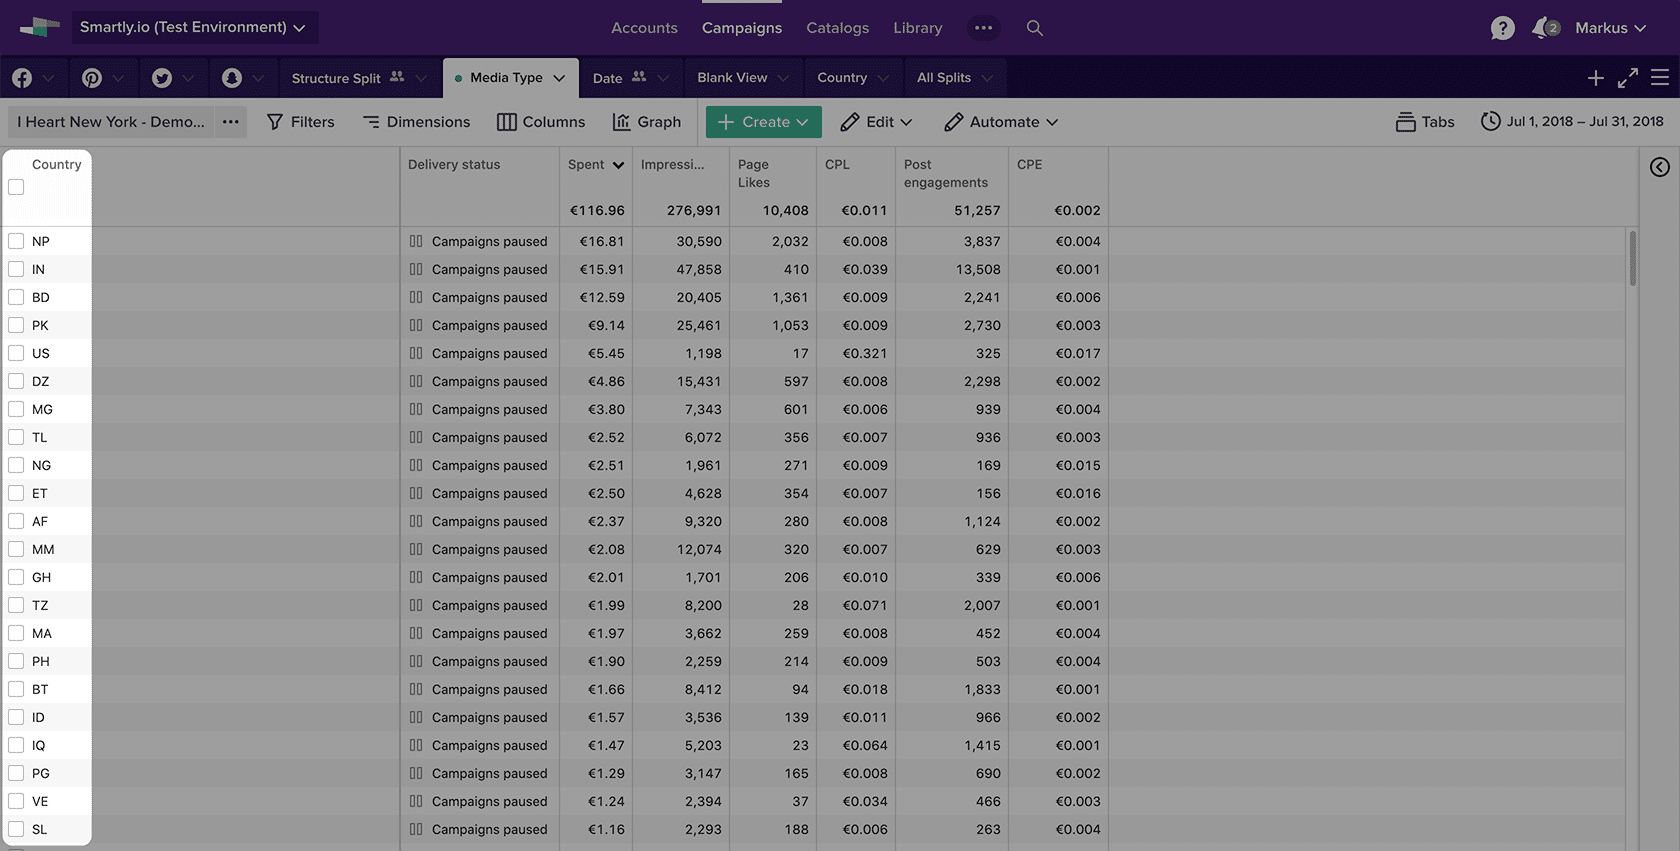 Smartly.io (Test Environment)
Accounts Campaigns Catalogs Library ••• ? 2 Markus
Structure Split Media Type Date Blank View Country All Splits
I Heart New York - Demo... ••• Filters Dimensions Columns Graph Create Edit Automate Tabs Jul 1, 2018 – Jul 31, 2018
Country Delivery status Spent Impressi... Page Likes CPL Post engagements CPE
€116.96 276,991 10,408 €0.011 51,257 €0.002
NP Campaigns paused €16.81 30,590 2,032 €0.008 3,837 €0.004
IN Campaigns paused €15.91 47,858 410 €0.039 13,508 €0.001
BD Campaigns paused €12.59 20,405 1,361 €0.009 2,241 €0.006
PK Campaigns paused €9.14 25,461 1,053 €0.009 2,730 €0.003
US Campaigns paused €5.45 1,198 17 €0.321 325 €0.017
DZ Campaigns paused €4.86 15,431 597 €0.008 2,298 €0.002
MG Campaigns paused €3.80 7,343 601 €0.006 939 €0.004
TL Campaigns paused €2.52 6,072 356 €0.007 936 €0.003
NG Campaigns paused €2.51 1,961 271 €0.009 169 €0.015
ET Campaigns paused €2.50 4,628 354 €0.007 156 €0.016
AF Campaigns paused €2.37 9,320 280 €0.008 1,124 €0.002
MM Campaigns paused €2.08 12,074 320 €0.007 629 €0.003
GH Campaigns paused €2.01 1,701 206 €0.010 339 €0.006
TZ Campaigns paused €1.99 8,200 28 €0.071 2,007 €0.001
MA Campaigns paused €1.97 3,662 259 €0.008 452 €0.004
PH Campaigns paused €1.90 2,259 214 €0.009 503 €0.004
BT Campaigns paused €1.66 8,412 94 €0.018 1,833 €0.001
ID Campaigns paused €1.57 3,536 139 €0.011 966 €0.002
IQ Campaigns paused €1.47 5,203 23 €0.064 1,415 €0.001
PG Campaigns paused €1.29 3,147 165 €0.008 690 €0.002
VE Campaigns paused €1.24 2,394 37 €0.034 466 €0.003
SL Campaigns paused €1.16 2,293 188 €0.006 263 €0.004